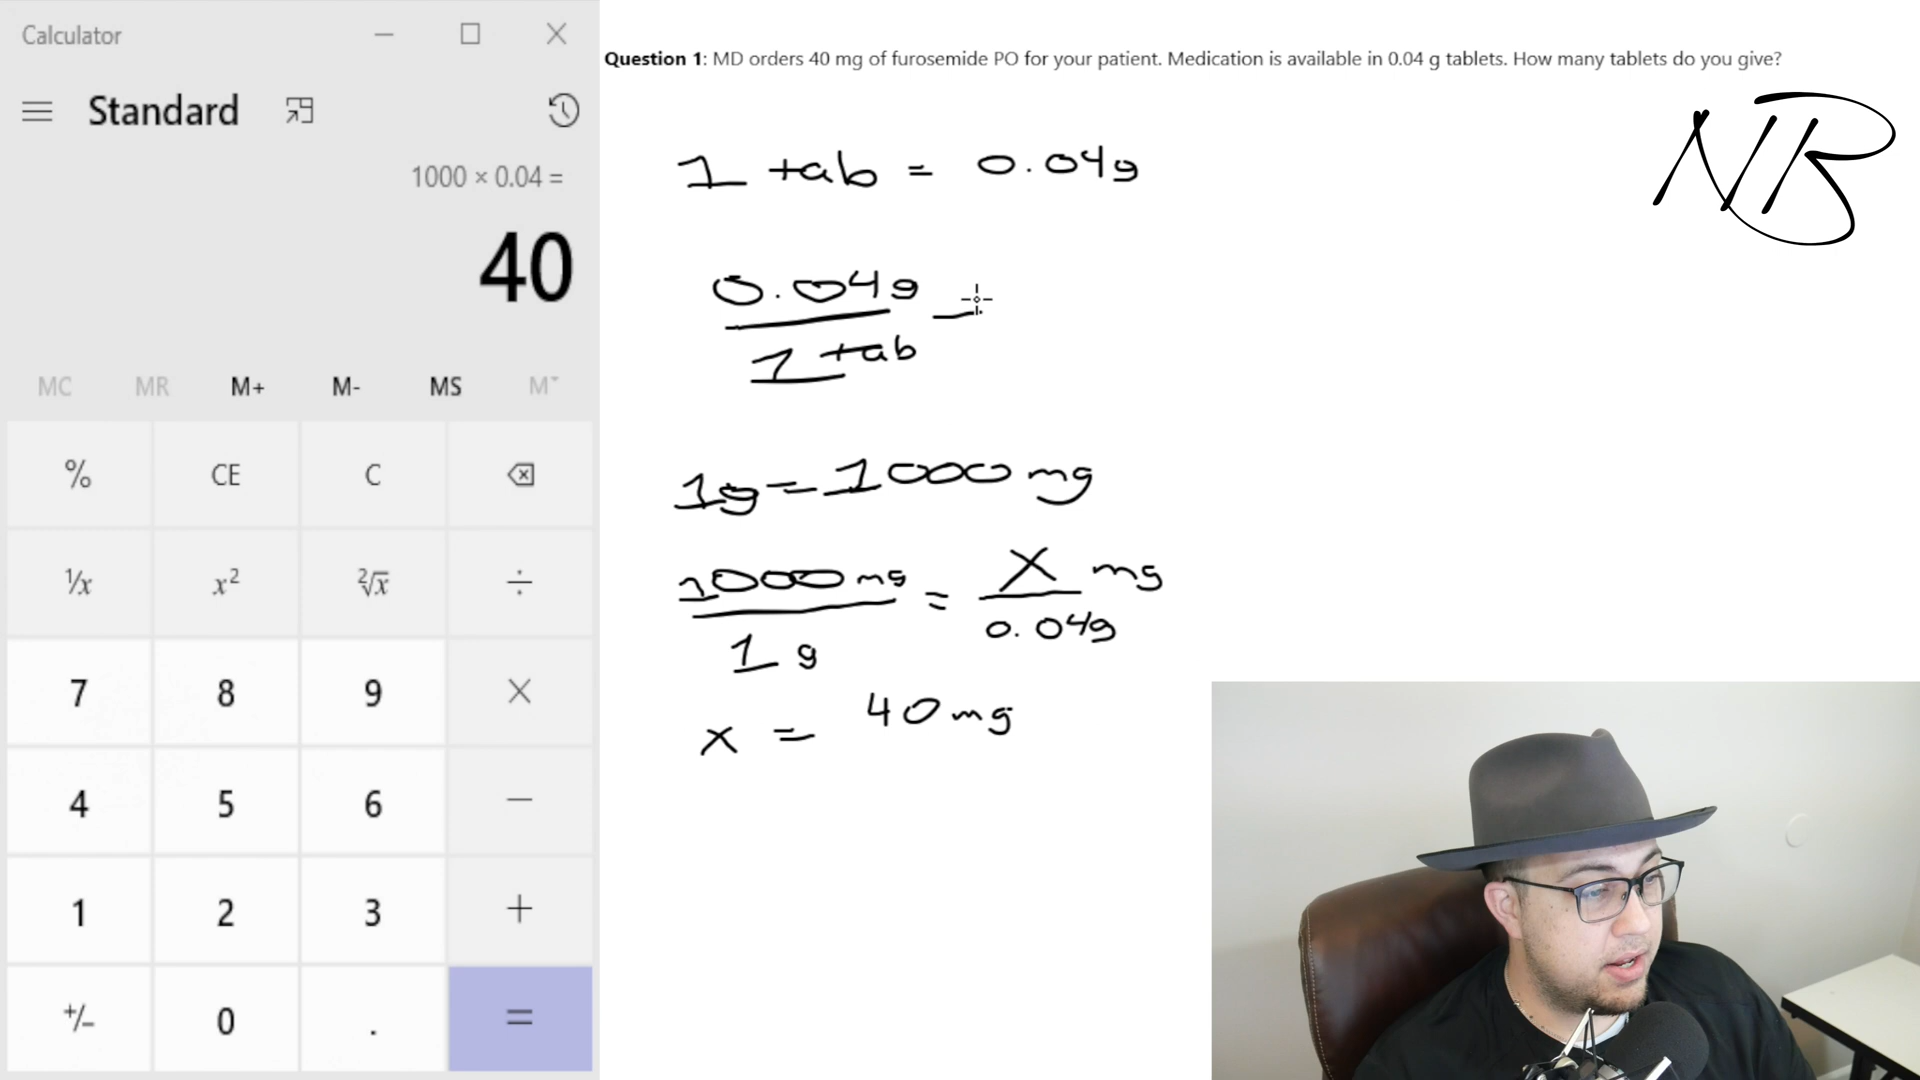 Calculator
Standard
1000 × 0.04 =
40
MC MR M+ M- MS M˅
% CE C
¹/x x² ²√x ÷
7 8 9 ×
4 5 6 −
1 2 3 +
+/− 0 . =
Question 1: MD orders 40 mg of furosemide PO for your patient. Medication is available in 0.04 g tablets. How many tablets do you give?
NB
1 tab = 0.04g
0.04g
1 tab
1g = 1000 mg
1000 mg = X mg
1 g 0.04g
x = 40mg